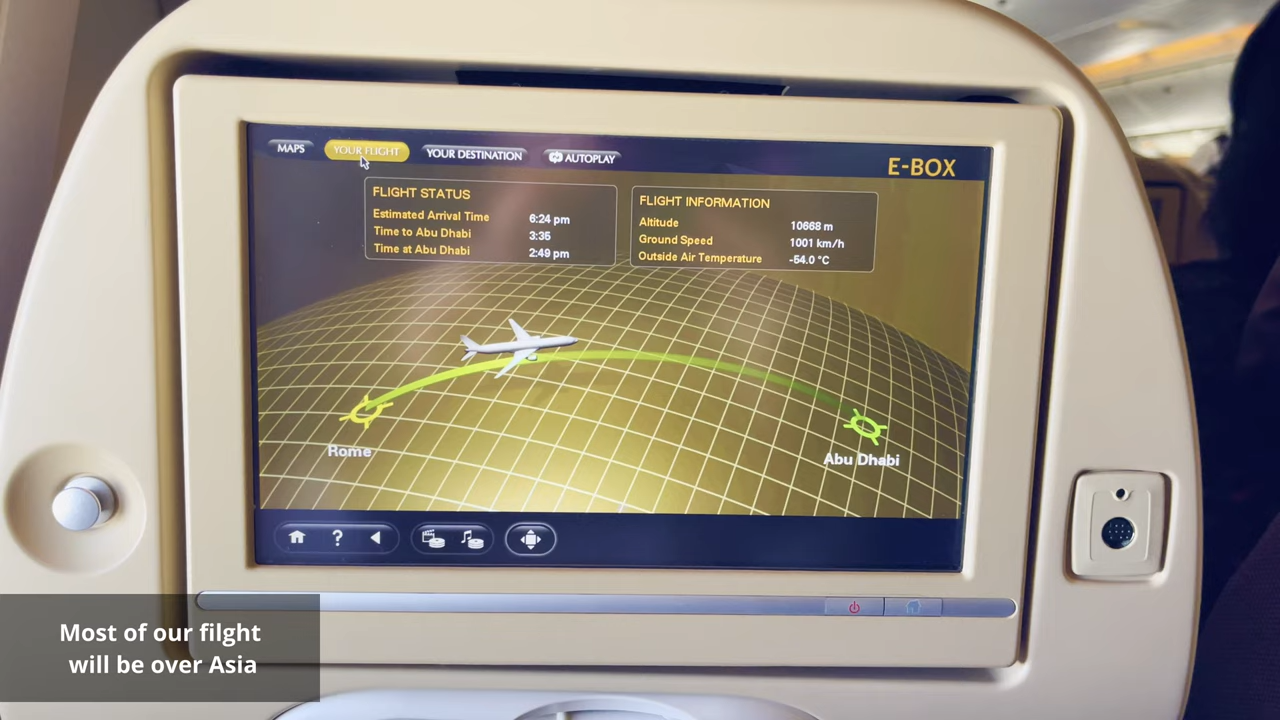 MAPS
YOUR FLIGHT
YOUR DESTINATION
AUTOPLAY
E-BOX
FLIGHT STATUS
Estimated Arrival Time 6:24 pm
Time to Abu Dhabi 3:35
Time at Abu Dhabi 2:49 pm
FLIGHT INFORMATION
Altitude 10668 m
Ground Speed 1001 km/h
Outside Air Temperature -54.0 °C
Rome
Abu Dhabi
?
Most of our filght
will be over Asia